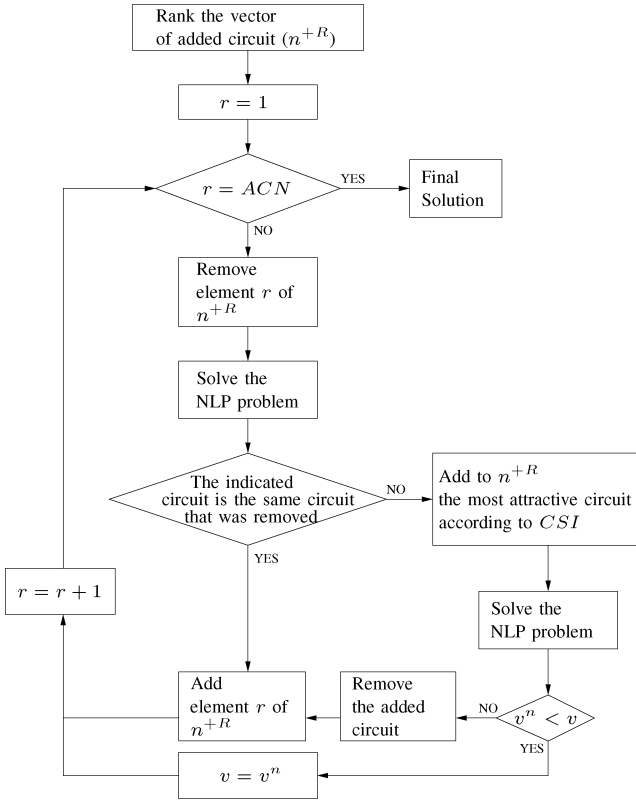 Rank the vector
of added circuit (n^{+R})
r = 1
r = ACN
YES
Final
Solution
NO
Remove
element r of
n^{+R}
Solve the
NLP problem
The indicated
circuit is the same circuit
that was removed
NO
Add to n^{+R}
the most attractive circuit
according to CSI
YES
r = r + 1
Solve the
NLP problem
Add
element r of
n^{+R}
Remove
the added
circuit
NO
v^n < v
YES
v = v^n